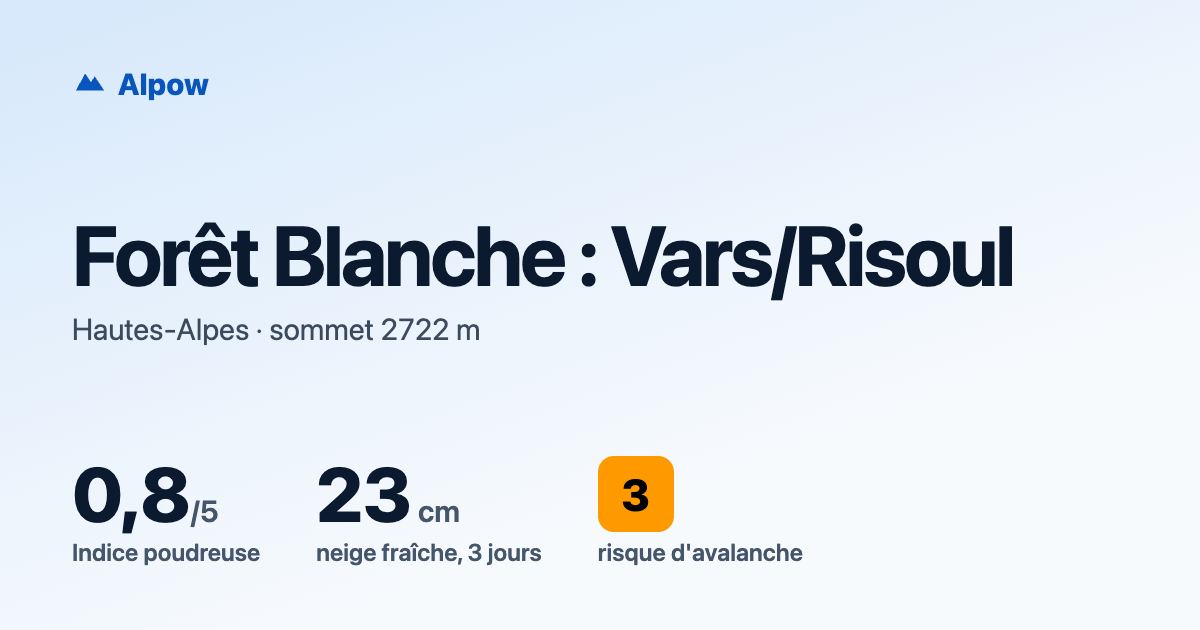 Alpow
Forêt Blanche : Vars/Risoul
Hautes-Alpes · sommet 2722 m
0,8/5
Indice poudreuse
23 cm
neige fraîche, 3 jours
3
risque d'avalanche